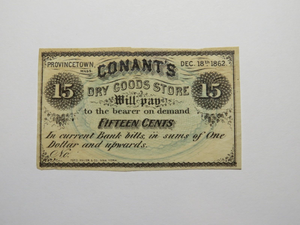 CONANT'S
PROVINCETOWN, MASS. DEC. 18TH 1862.
15 DRY GOODS STORE 15
Will pay
to the bearer on demand
FIFTEEN CENTS
In current Bank bills, in sums of One
Dollar and upwards.